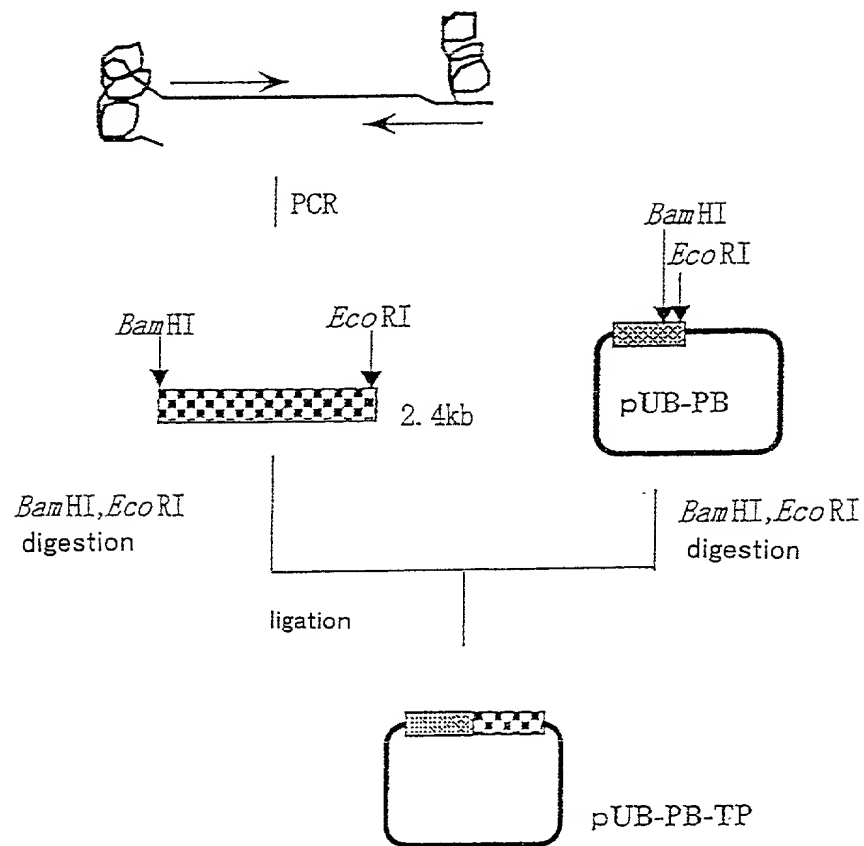 PCR
BamHI
EcoRI
BamHI
EcoRI
2.4kb
pUB-PB
BamHI,EcoRI
digestion
BamHI,EcoRI
digestion
ligation
pUB-PB-TP